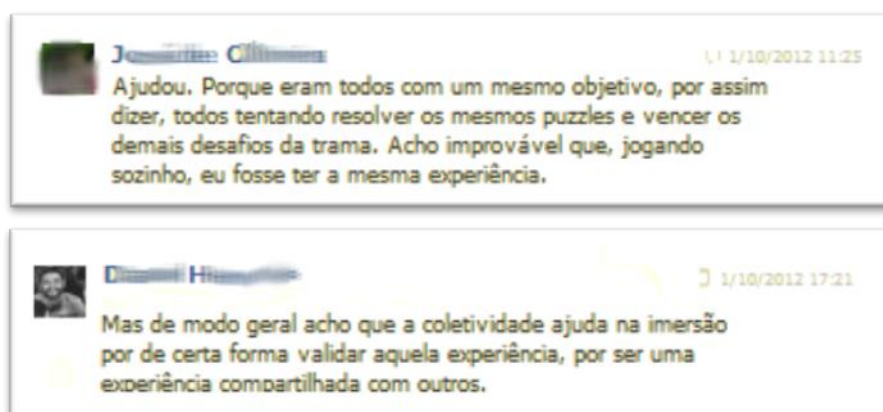 1/10/2012 11:25
Ajudou. Porque eram todos com um mesmo objetivo, por assim
dizer, todos tentando resolver os mesmos puzzles e vencer os
demais desafios da trama. Acho improvável que, jogando
sozinho, eu fosse ter a mesma experiência.
1/10/2012 17:21
Mas de modo geral acho que a coletividade ajuda na imersão
por de certa forma validar aquela experiência, por ser uma
experiência compartilhada com outros.